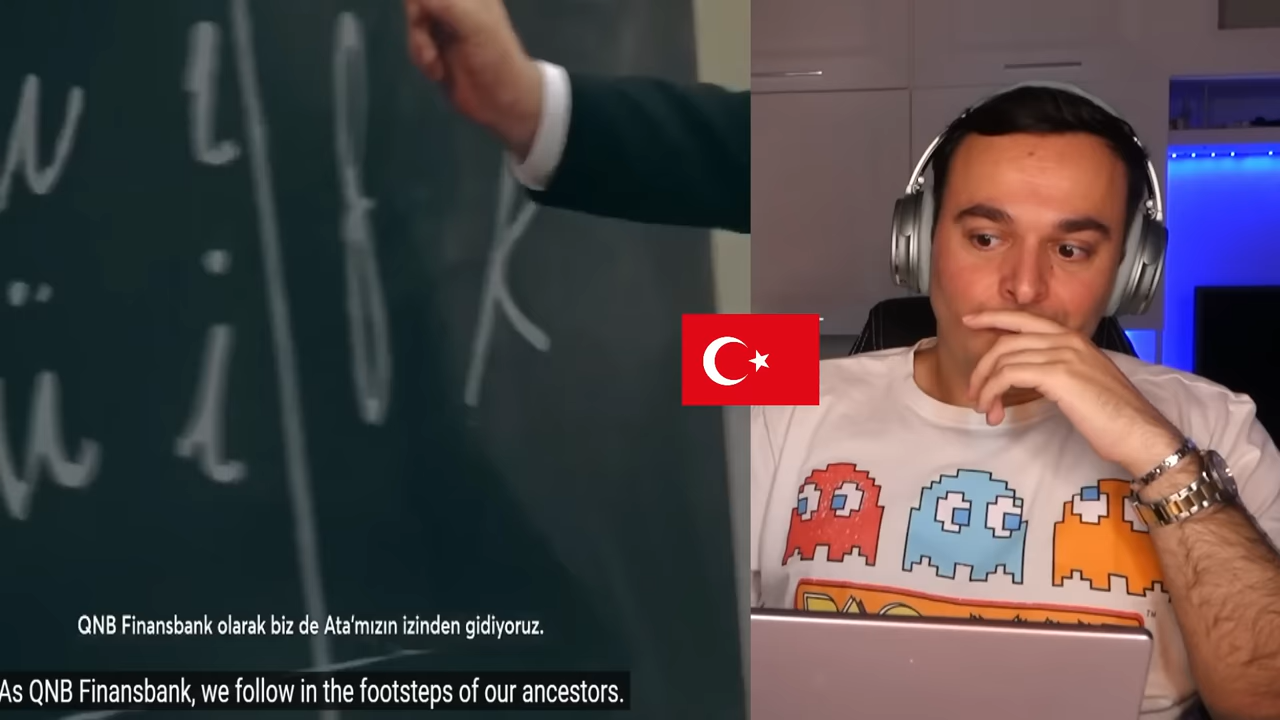 u ı f K
ü i
QNB Finansbank olarak biz de Ata'mızın izinden gidiyoruz.
As QNB Finansbank, we follow in the footsteps of our ancestors.
TM